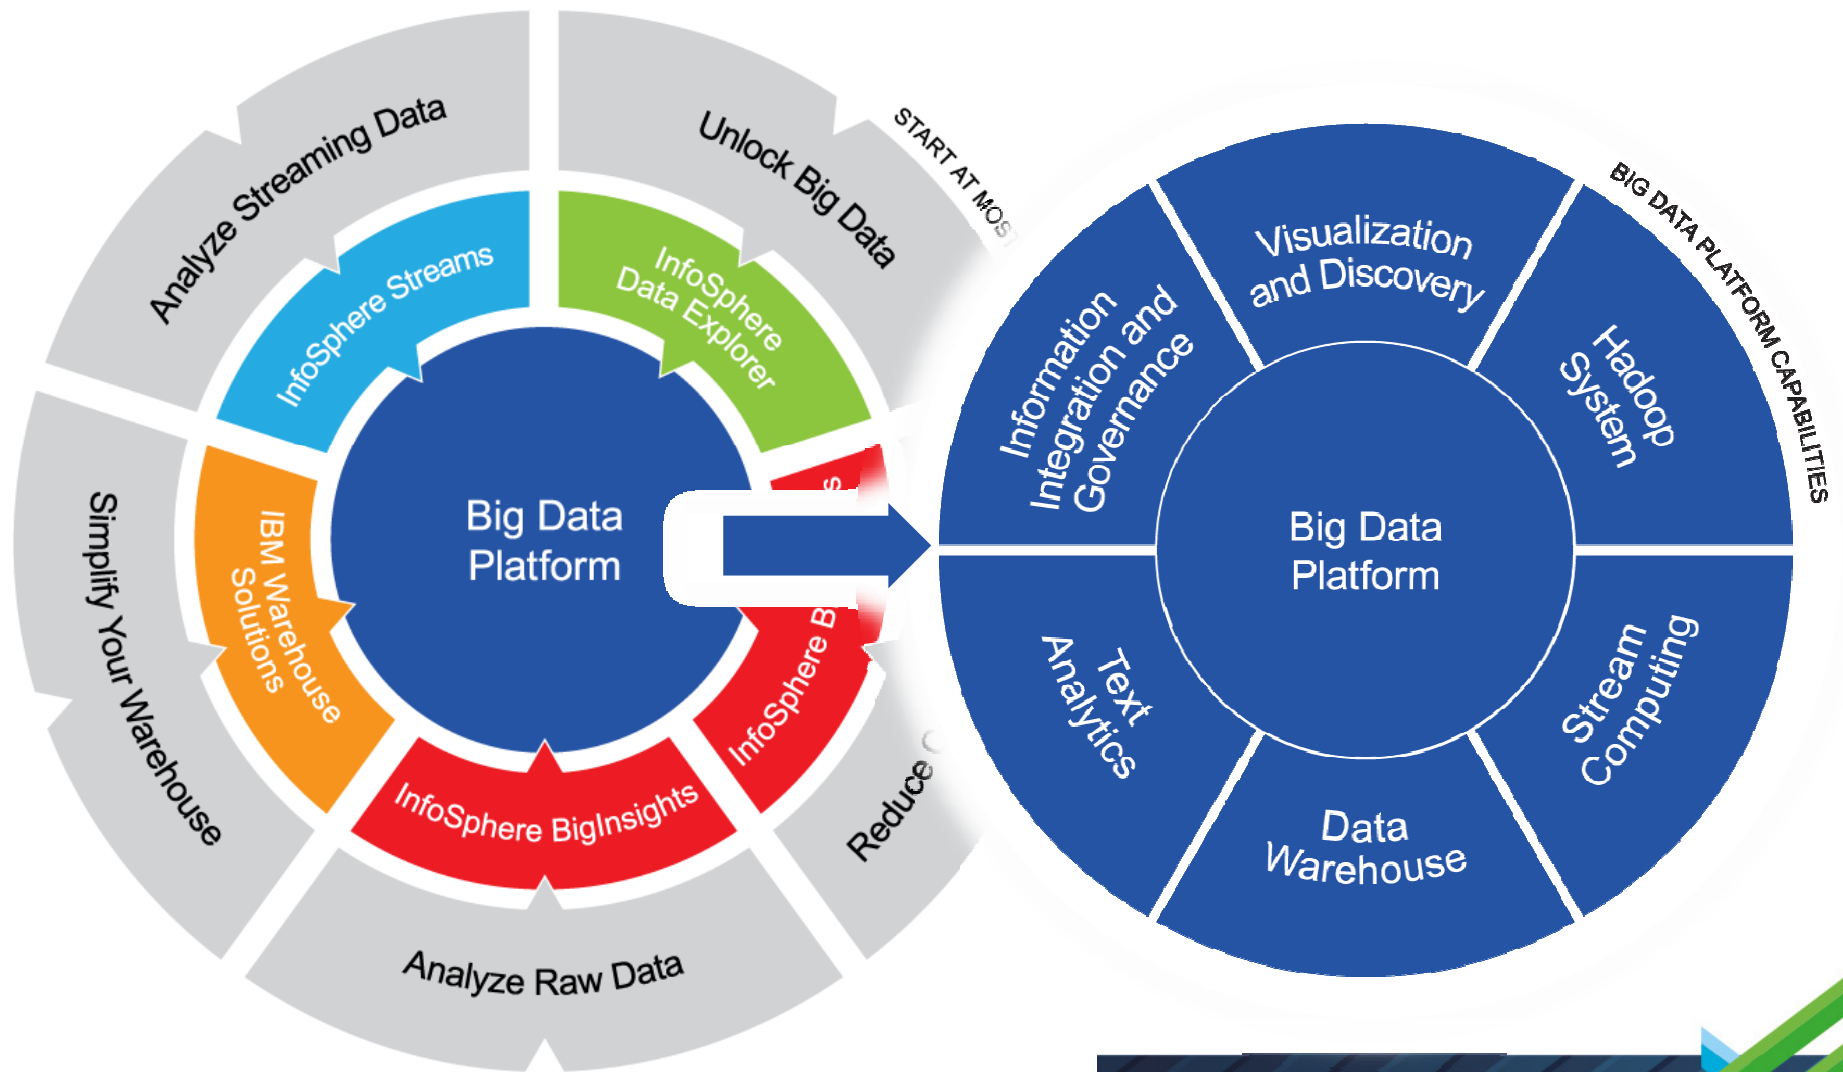 Analyze Streaming Data
Unlock Big Data
START AT MOST
InfoSphere Streams
InfoSphere
Data Explorer
Simplify Your Warehouse
IBM Warehouse
Solutions
Big Data
Platform
InfoSphere
InfoSphere BigInsights
Reduce
Analyze Raw Data
BIG DATA PLATFORM CAPABILITIES
Visualization
and Discovery
Information
Integration and
Governance
Hadoop
System
Big Data
Platform
Text
Analytics
Stream
Computing
Data
Warehouse